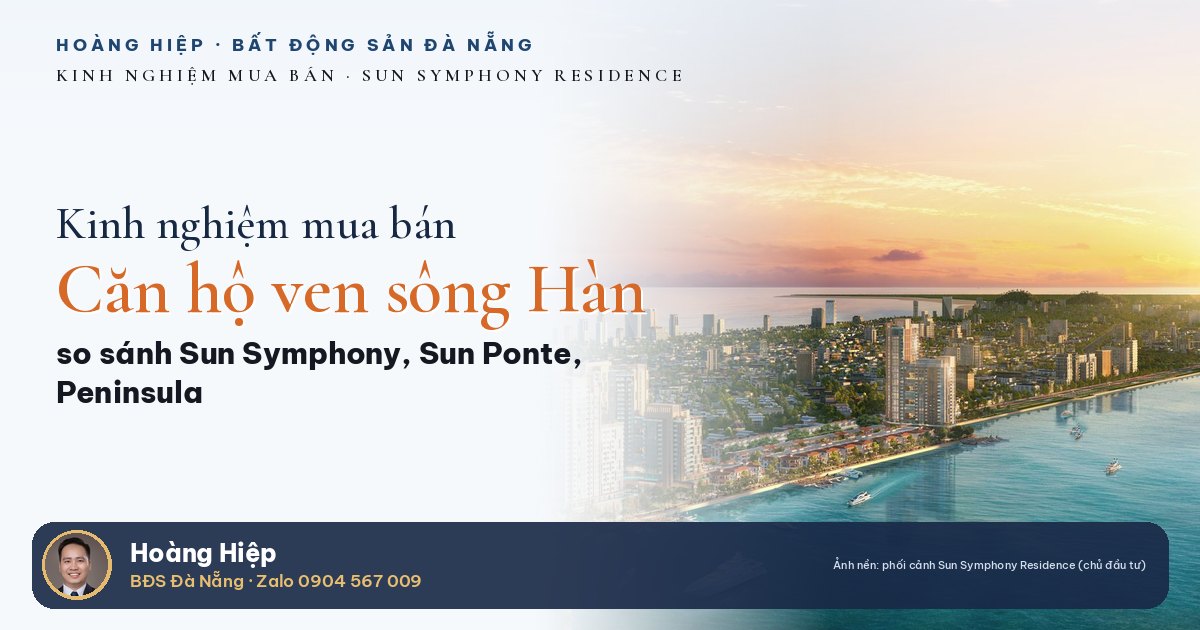 HOÀNG HIỆP · BẤT ĐỘNG SẢN ĐÀ NẴNG
KINH NGHIỆM MUA BÁN · SUN SYMPHONY RESIDENCE
Kinh nghiệm mua bán
Căn hộ ven sông Hàn
so sánh Sun Symphony, Sun Ponte,
Peninsula
Hoàng Hiệp
BĐS Đà Nẵng · Zalo 0904 567 009
Ảnh nền: phối cảnh Sun Symphony Residence (chủ đầu tư)